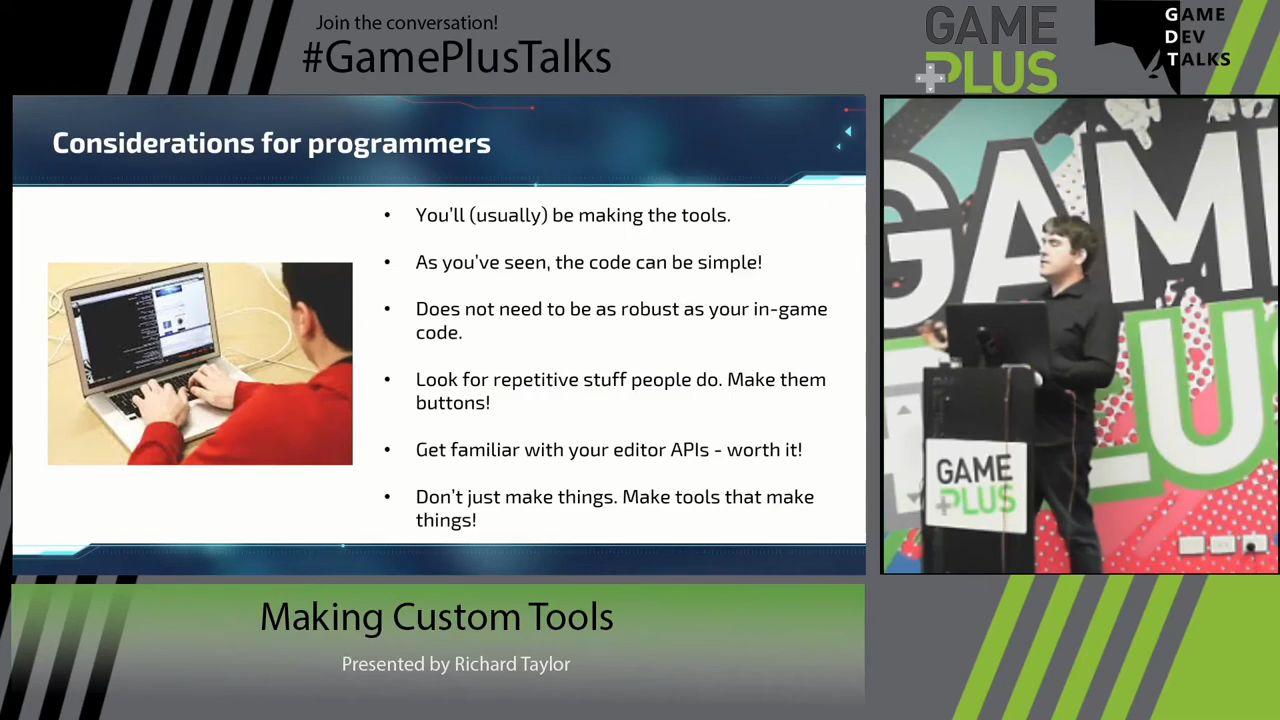 Join the conversation!
#GamePlusTalks
GAME
PLUS
GAME
DEV
TALKS
Considerations for programmers
• You'll (usually) be making the tools.
• As you've seen, the code can be simple!
• Does not need to be as robust as your in-game
code.
• Look for repetitive stuff people do. Make them
buttons!
• Get familiar with your editor APIs - worth it!
• Don't just make things. Make tools that make
things!
GAME
PLUS
Making Custom Tools
Presented by Richard Taylor